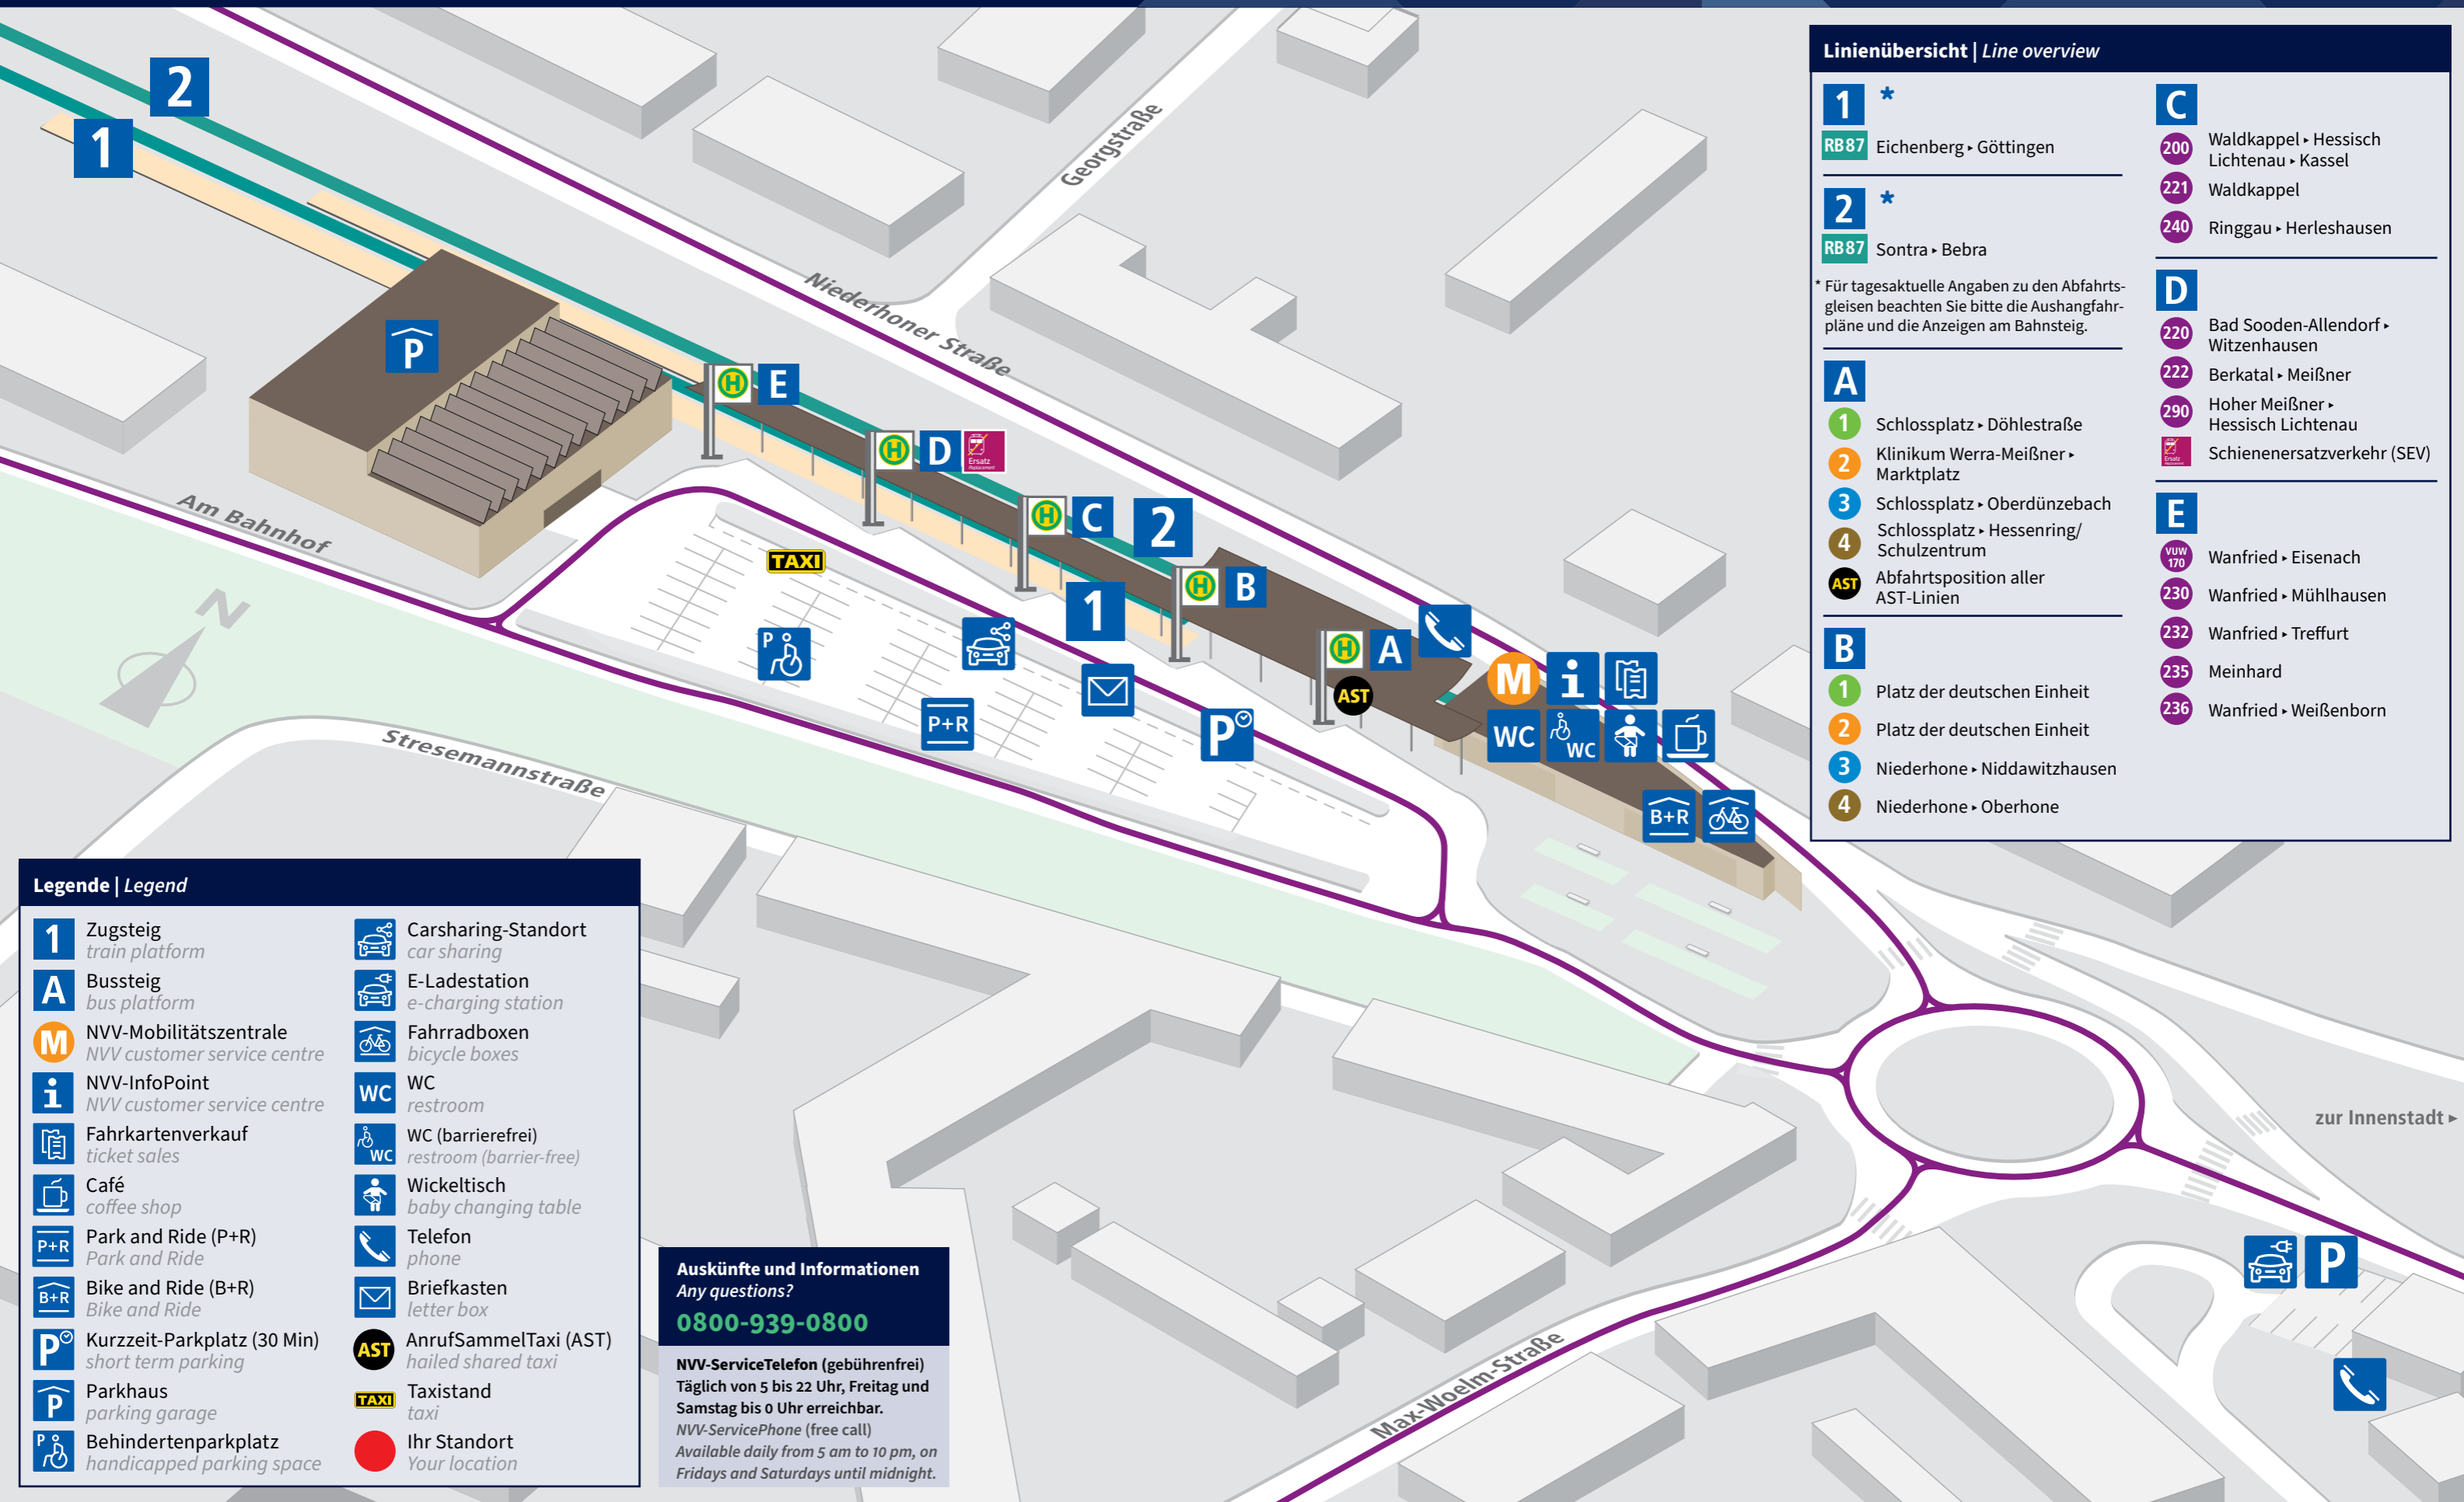 2
1
Georgstraße
Niederhoner Straße
P
H E
H D
Ersatz
Replacement
H C
2
H B
1
H A
AST
TAXI
P
P+R
P
M
WC
WC
B+R
Am Bahnhof
N
Stresemannstraße
zur Innenstadt ▸
P
Max-Woelm-Straße
Linienübersicht | Line overview
1 *
RB87 Eichenberg ▸ Göttingen
2 *
RB87 Sontra ▸ Bebra
* Für tagesaktuelle Angaben zu den Abfahrts-
gleisen beachten Sie bitte die Aushangfahr-
pläne und die Anzeigen am Bahnsteig.
A
1 Schlossplatz ▸ Döhlestraße
2 Klinikum Werra-Meißner ▸
Marktplatz
3 Schlossplatz ▸ Oberdünzebach
4 Schlossplatz ▸ Hessenring/
Schulzentrum
AST Abfahrtsposition aller
AST-Linien
B
1 Platz der deutschen Einheit
2 Platz der deutschen Einheit
3 Niederhone ▸ Niddawitzhausen
4 Niederhone ▸ Oberhone
C
200 Waldkappel ▸ Hessisch
Lichtenau ▸ Kassel
221 Waldkappel
240 Ringgau ▸ Herleshausen
D
220 Bad Sooden-Allendorf ▸
Witzenhausen
222 Berkatal ▸ Meißner
290 Hoher Meißner ▸
Hessisch Lichtenau
Ersatz
Schienenersatzverkehr (SEV)
E
VUW
170 Wanfried ▸ Eisenach
230 Wanfried ▸ Mühlhausen
232 Wanfried ▸ Treffurt
235 Meinhard
236 Wanfried ▸ Weißenborn
Legende | Legend
1 Zugsteig
train platform
A Bussteig
bus platform
M NVV-Mobilitätszentrale
NVV customer service centre
i NVV-InfoPoint
NVV customer service centre
Fahrkartenverkauf
ticket sales
Café
coffee shop
P+R Park and Ride (P+R)
Park and Ride
B+R Bike and Ride (B+R)
Bike and Ride
P Kurzzeit-Parkplatz (30 Min)
short term parking
P Parkhaus
parking garage
P Behindertenparkplatz
handicapped parking space
Carsharing-Standort
car sharing
E-Ladestation
e-charging station
Fahrradboxen
bicycle boxes
WC WC
restroom
WC WC (barrierefrei)
restroom (barrier-free)
Wickeltisch
baby changing table
Telefon
phone
Briefkasten
letter box
AST AnrufSammelTaxi (AST)
hailed shared taxi
TAXI Taxistand
taxi
Ihr Standort
Your location
Auskünfte und Informationen
Any questions?
0800-939-0800
NVV-ServiceTelefon (gebührenfrei)
Täglich von 5 bis 22 Uhr, Freitag und
Samstag bis 0 Uhr erreichbar.
NVV-ServicePhone (free call)
Available daily from 5 am to 10 pm, on
Fridays and Saturdays until midnight.